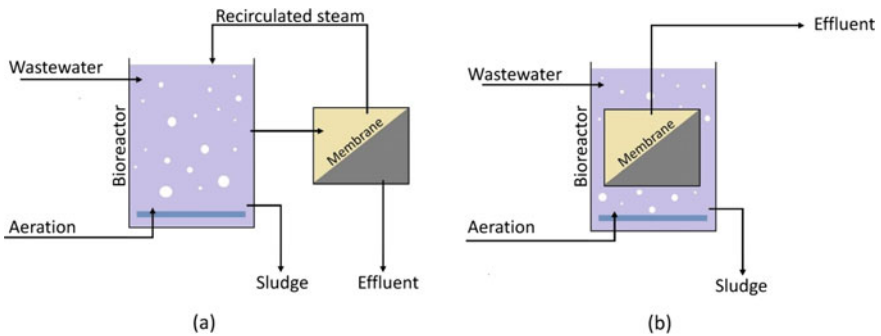 Recirculated steam
Wastewater
Bioreactor
Membrane
Aeration
Sludge
Effluent
(a)
Effluent
Wastewater
Bioreactor
Membrane
Aeration
Sludge
(b)